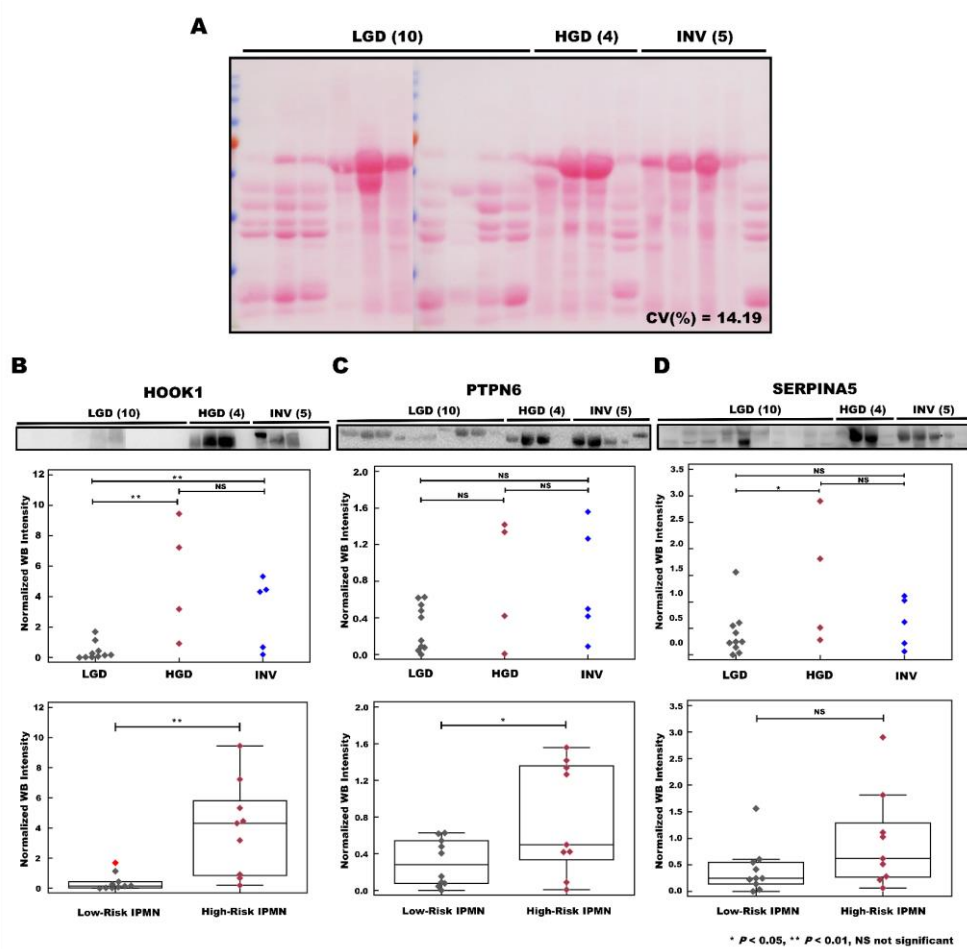 A
LGD (10) HGD (4) INV (5)
CV(%) = 14.19
B
HOOK1
LGD (10) HGD (4) INV (5)
12
10
8
6
4
2
0
Normalized WB Intensity
**
NS
**
LGD HGD INV
12
10
8
6
4
2
0
Normalized WB Intensity
**
Low-Risk IPMN High-Risk IPMN
C
PTPN6
LGD (10) HGD (4) INV (5)
2.0
1.6
1.2
0.8
0.4
0.0
Normalized WB Intensity
NS
NS
NS
LGD HGD INV
2.0
1.6
1.2
0.8
0.4
0.0
Normalized WB Intensity
*
Low-Risk IPMN High-Risk IPMN
D
SERPINA5
LGD (10) HGD (4) INV (5)
3.5
3.0
2.5
2.0
1.5
1.0
0.5
0.0
Normalized WB Intensity
NS
NS
*
LGD HGD INV
3.5
3.0
2.5
2.0
1.5
1.0
0.5
0.0
Normalized WB Intensity
NS
Low-Risk IPMN High-Risk IPMN
* P < 0.05, ** P < 0.01, NS not significant